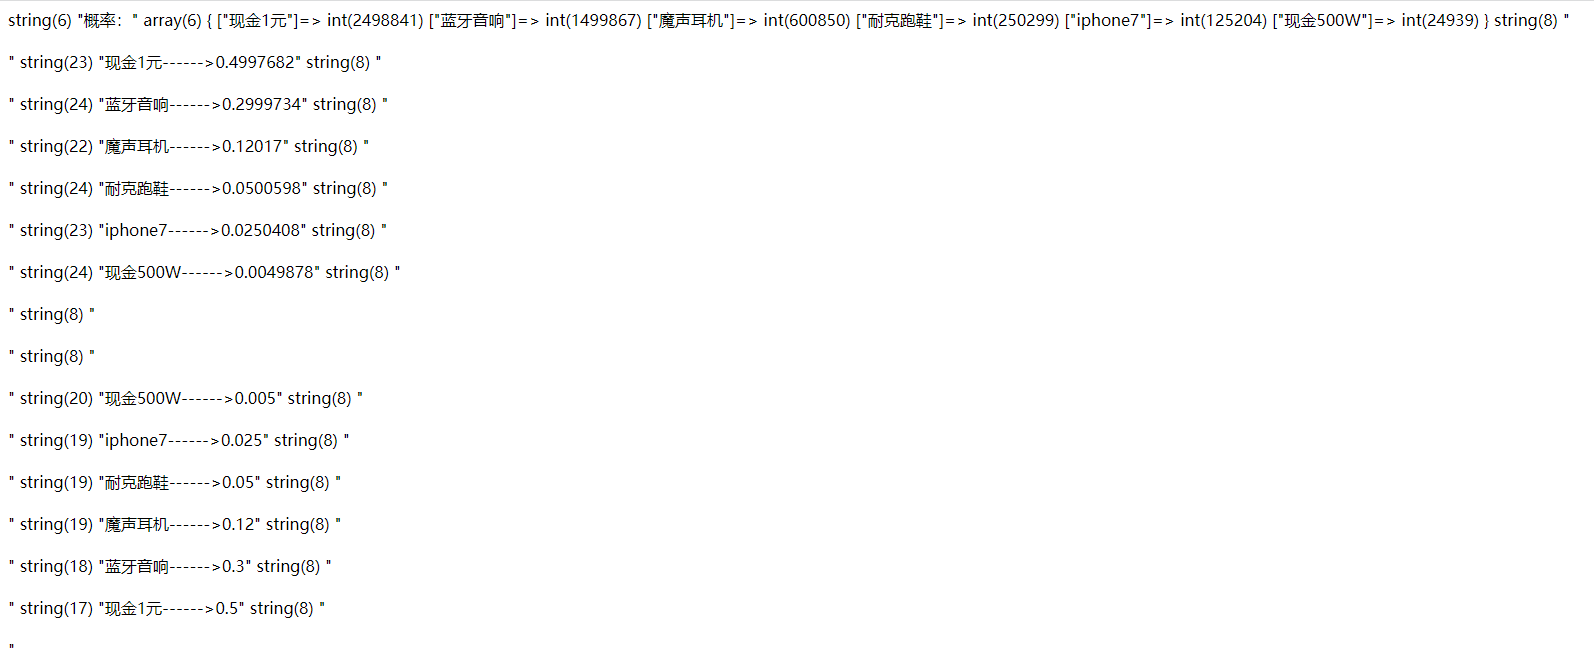 string(6) "概率：" array(6) { ["现金1元"]=> int(2498841) ["蓝牙音响"]=> int(1499867) ["魔声耳机"]=> int(600850) ["耐克跑鞋"]=> int(250299) ["iphone7"]=> int(125204) ["现金500W"]=> int(24939) } string(8) "
" string(23) "现金1元------>0.4997682" string(8) "
" string(24) "蓝牙音响------>0.2999734" string(8) "
" string(22) "魔声耳机------>0.12017" string(8) "
" string(24) "耐克跑鞋------>0.0500598" string(8) "
" string(23) "iphone7------>0.0250408" string(8) "
" string(24) "现金500W------>0.0049878" string(8) "
" string(8) "
" string(8) "
" string(20) "现金500W------>0.005" string(8) "
" string(19) "iphone7------>0.025" string(8) "
" string(19) "耐克跑鞋------>0.05" string(8) "
" string(19) "魔声耳机------>0.12" string(8) "
" string(18) "蓝牙音响------>0.3" string(8) "
" string(17) "现金1元------>0.5" string(8) "
"